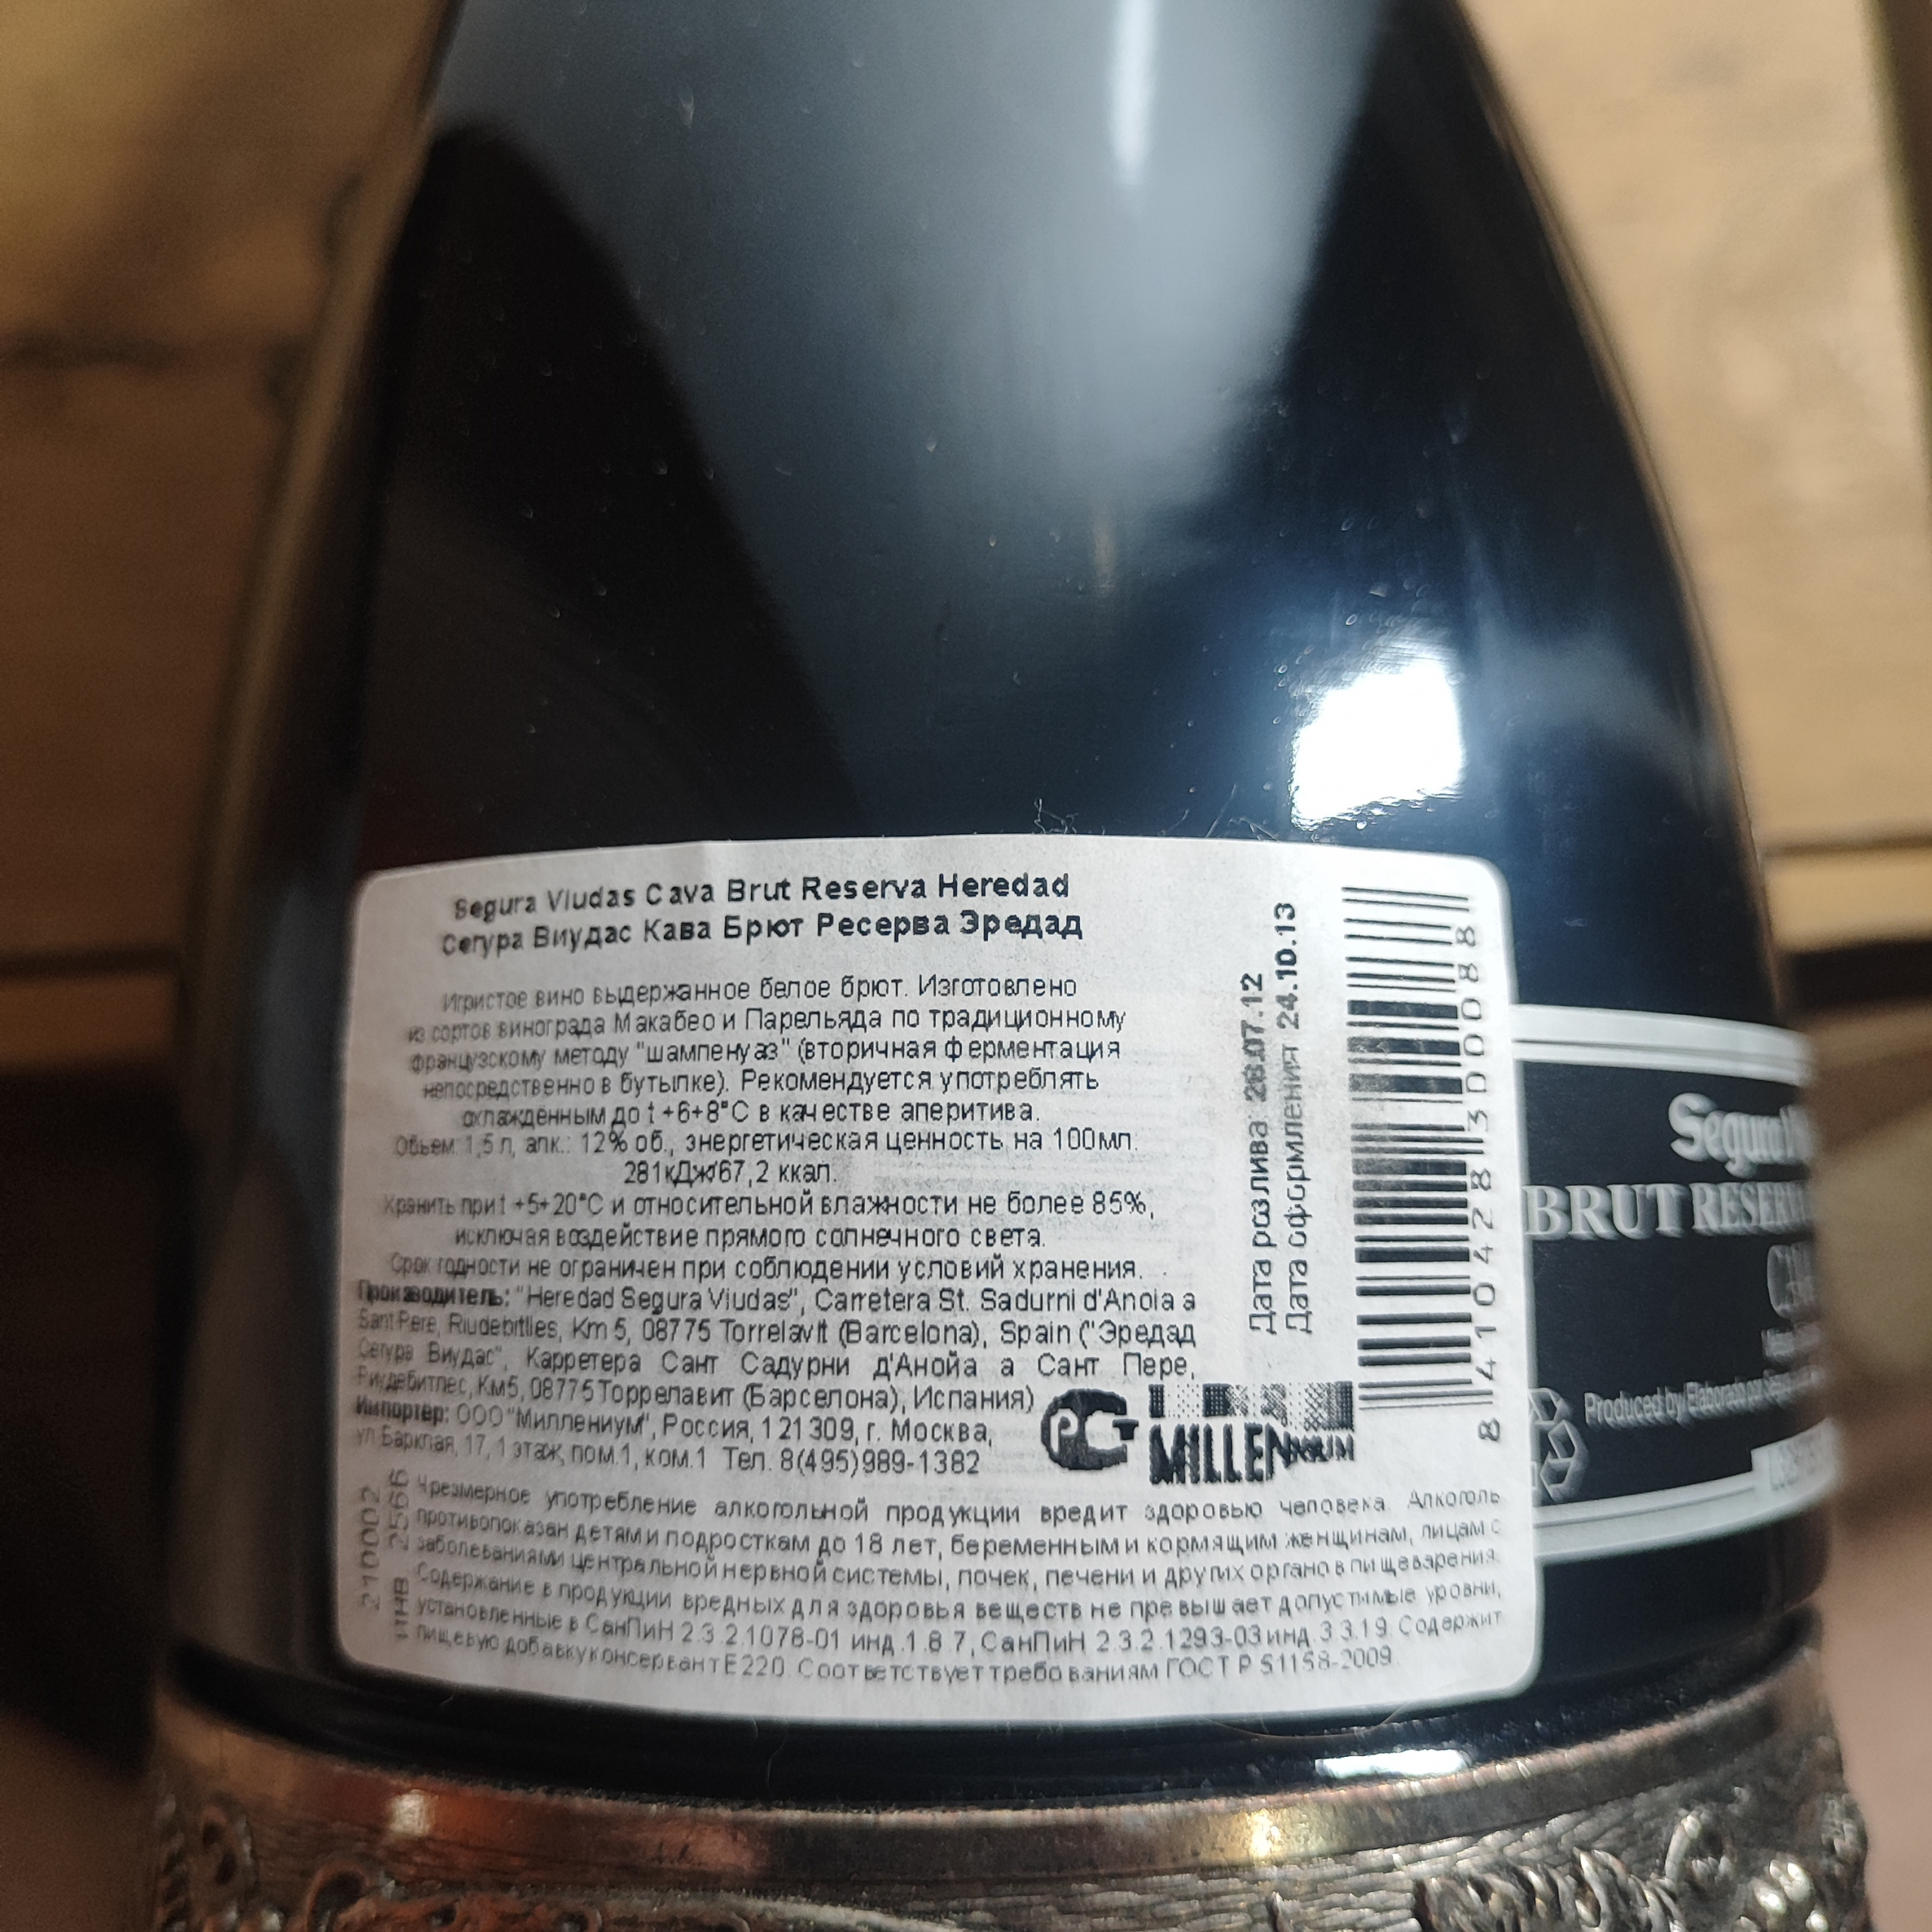 Segura Viudas Cava Brut Reserva Heredad
Сегура Виудас Кава Брют Ресерва Эредад
Игристое вино выдержанное белое брют. Изготовлено
из сортов винограда Макабео и Парельяда по традиционному
французскому методу "шампенуаз" (вторичная ферментация
непосредственно в бутылке). Рекомендуется употреблять
охлажденным до t +6+8°C в качестве аперитива.
Объем: 1,5 л, алк.: 12% об., энергетическая ценность на 100мл:
281кДж/67,2 ккал.
Хранить при t +5+20°C и относительной влажности не более 85%,
исключая воздействие прямого солнечного света.
Срок годности не ограничен при соблюдении условий хранения.
Производитель: "Heredad Segura Viudas", Carretera St. Sadurni d'Anoia a
Sant Pere, Riudebitlles, Km 5, 08775 Torrelavit (Barcelona), Spain ("Эредад
Сегура Виудас", Карретера Сант Садурни д'Анойа а Сант Пере,
Риудебитлес, Км5, 08775 Торрелавит (Барселона), Испания)
Импортер: ООО "Миллениум", Россия, 121309, г. Москва,
ул Барклая, 17, 1 этаж, пом.1, ком.1 Тел. 8(495)989-1382
РСТ
MILLENNIUM
Чрезмерное употребление алкогольной продукции вредит здоровью человека. Алкоголь
противопоказан детям и подросткам до 18 лет, беременным и кормящим женщинам, лицам с
заболеваниями центральной нервной системы, почек, печени и других органов пищеварения.
Содержание в продукции вредных для здоровья веществ не превышает допустимые уровни,
установленные в СанПиН 2.3.2.1078-01 инд.1.8.7, СанПиН 2.3.2.1293-03 инд.3.3.19. Содержит
пищевую добавку консервант Е220. Соответствует требованиям ГОСТ Р 51158-2009
210002
ИНВ 2566
Дата розлива: 26.07.12
Дата оформления 24.10.13
8410428300088
Segura
BRUT RESERVA
Produced by/Elaborado por